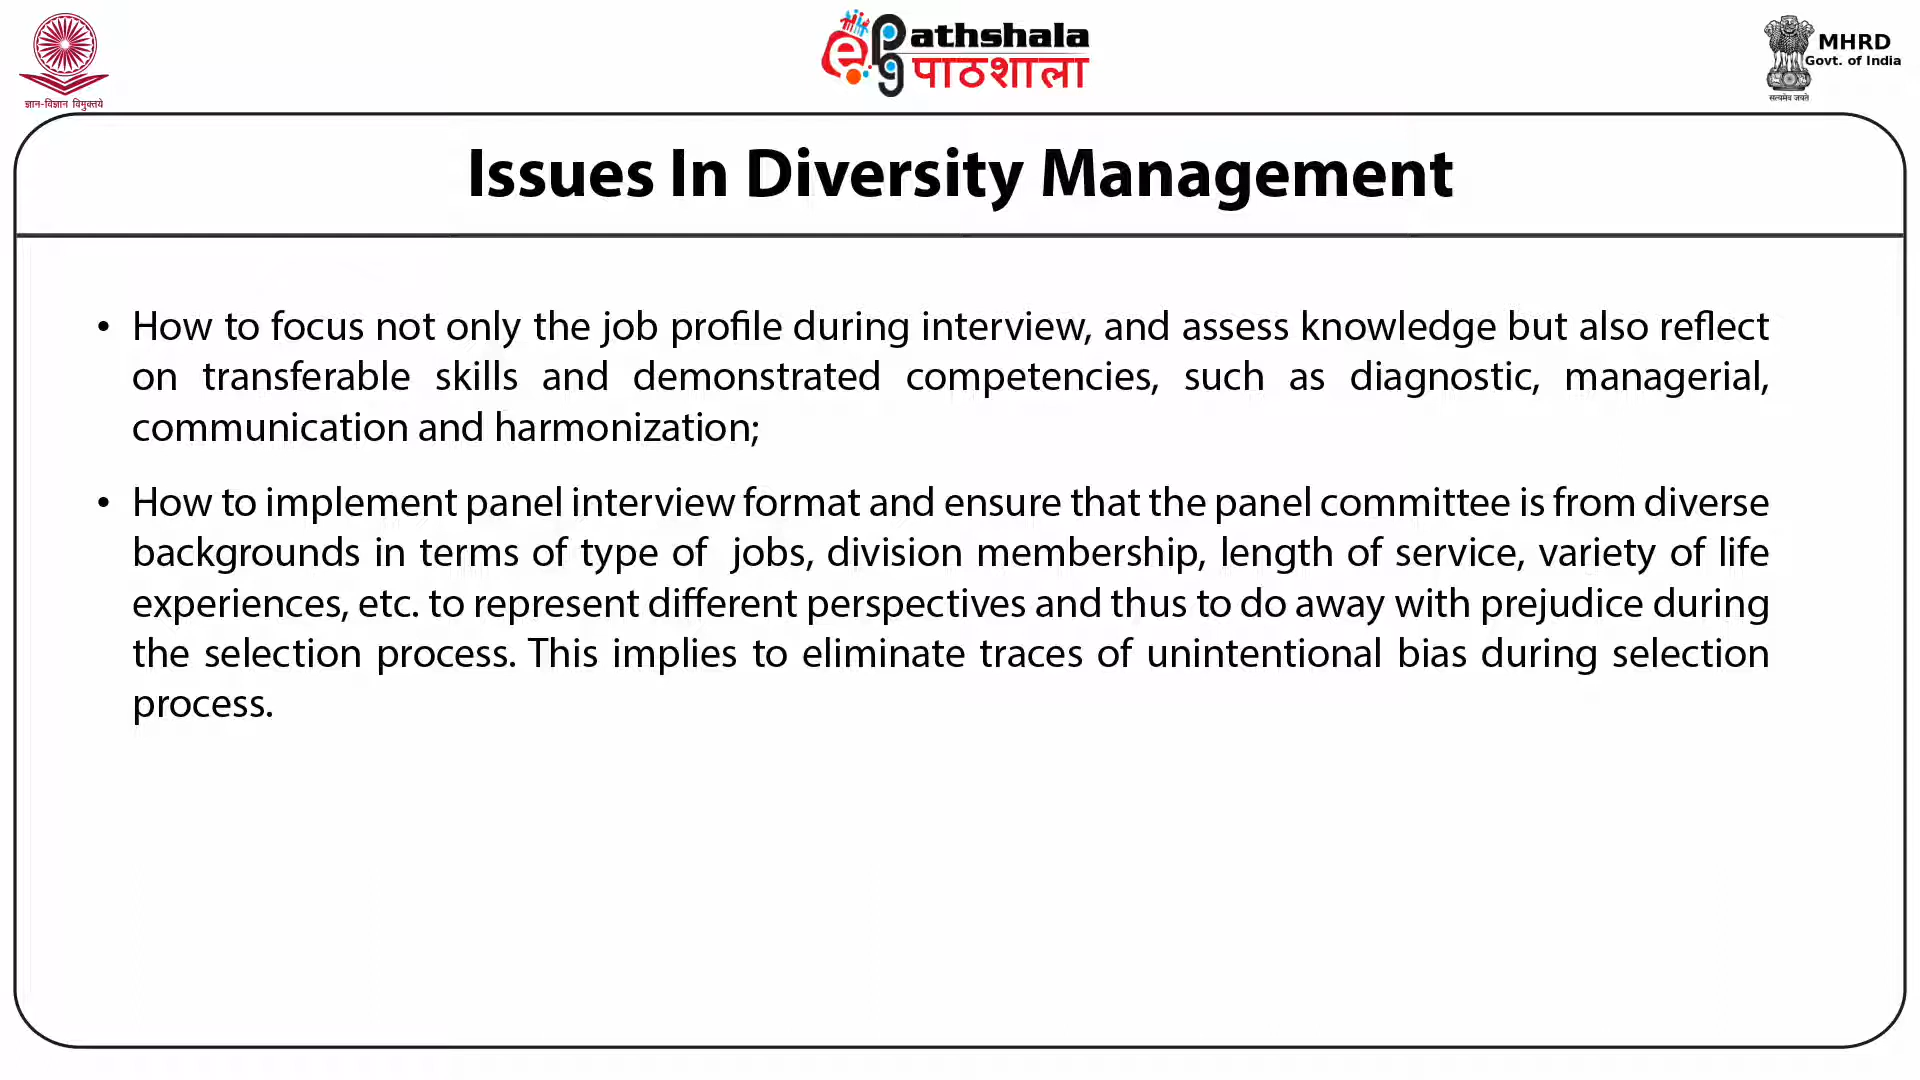 ज्ञान-विज्ञान विमुक्तये
ePathshala
पाठशाला
MHRD
Govt. of India
सत्यमेव जयते
Issues In Diversity Management
• How to focus not only the job profile during interview, and assess knowledge but also reflect
on transferable skills and demonstrated competencies, such as diagnostic, managerial,
communication and harmonization;
• How to implement panel interview format and ensure that the panel committee is from diverse
backgrounds in terms of type of jobs, division membership, length of service, variety of life
experiences, etc. to represent different perspectives and thus to do away with prejudice during
the selection process. This implies to eliminate traces of unintentional bias during selection
process.